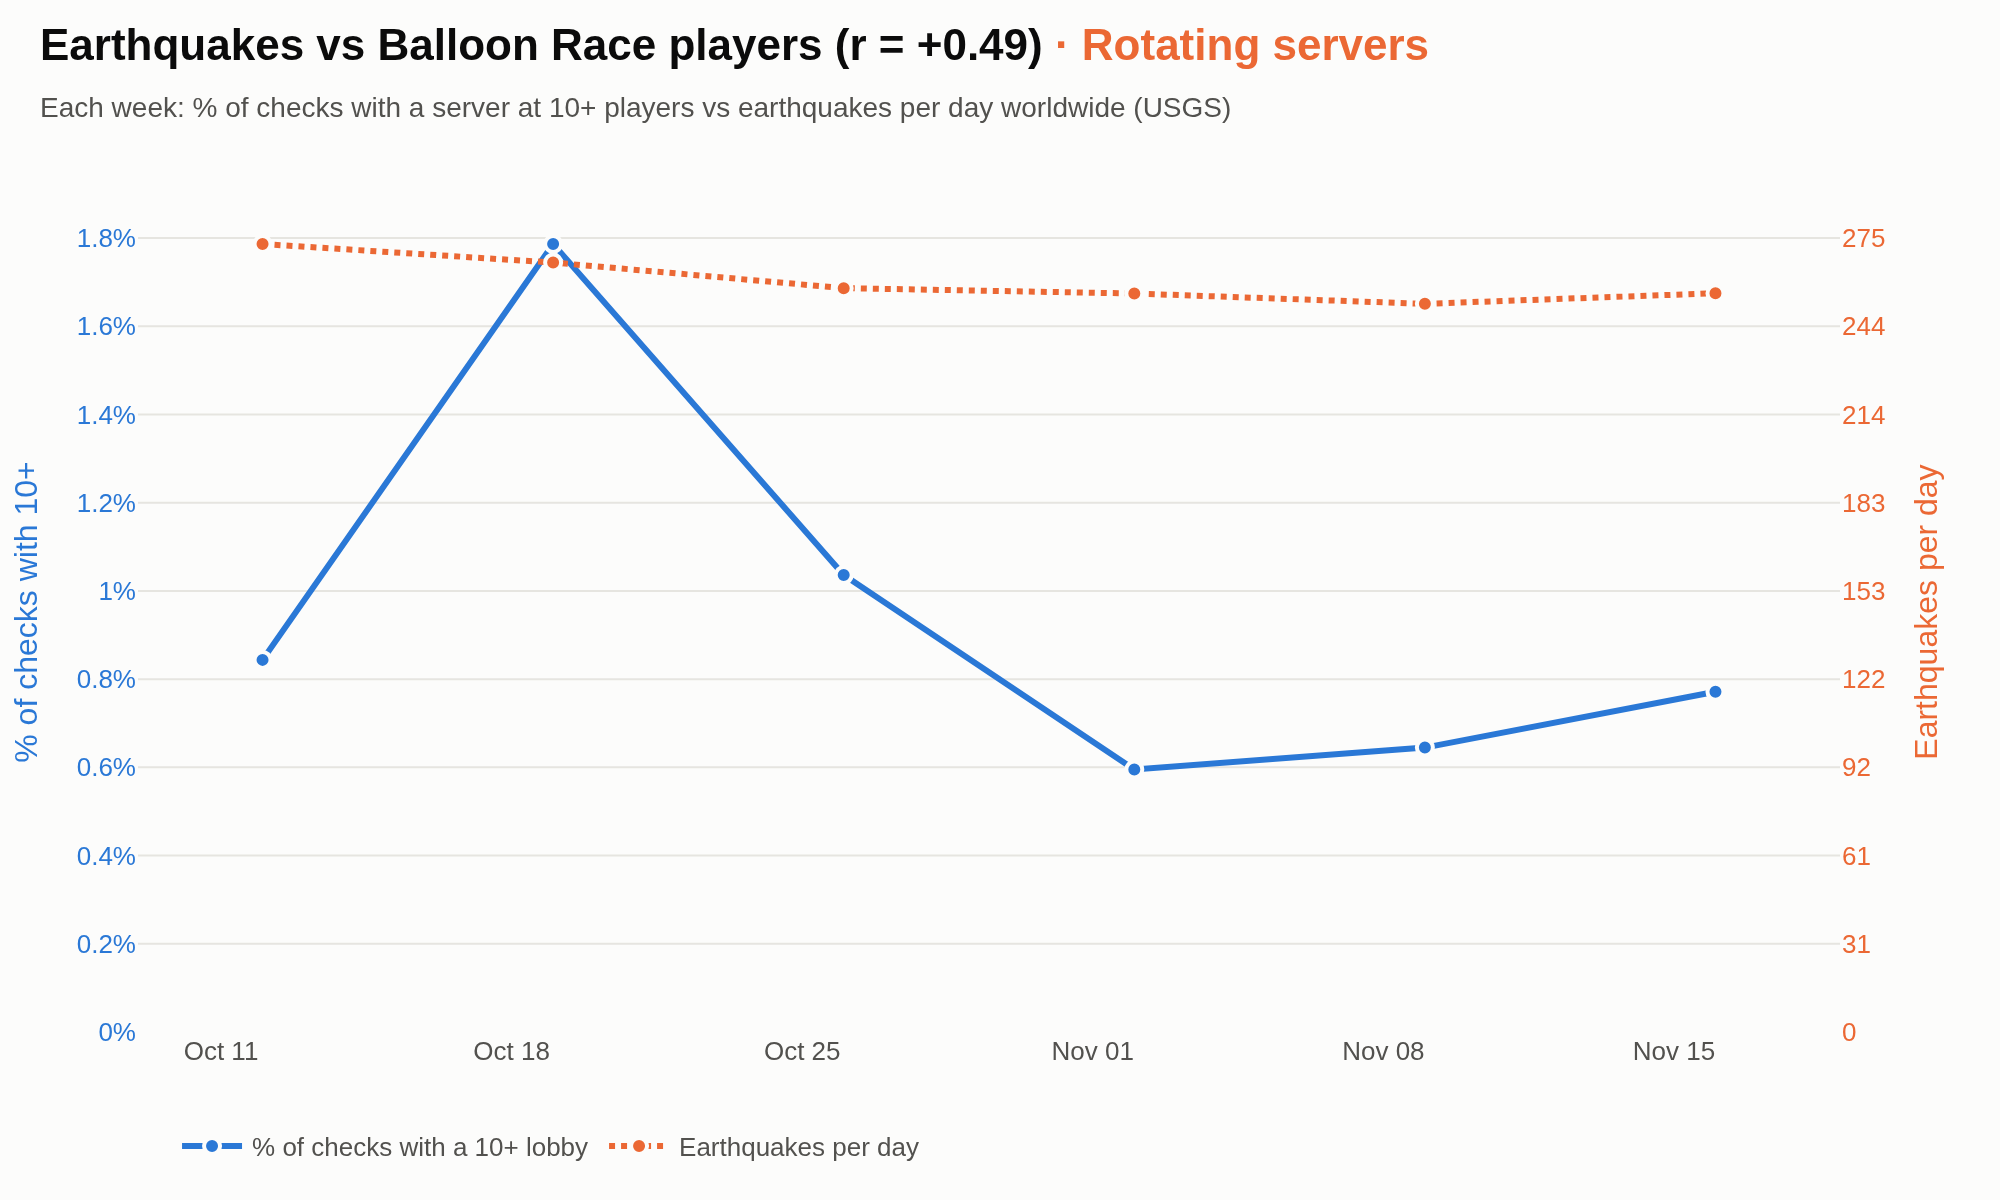 Earthquakes vs Balloon Race players (r = +0.49) · Rotating servers
Each week: % of checks with a server at 10+ players vs earthquakes per day worldwide (USGS)
1.8%
1.6%
1.4%
1.2%
1%
0.8%
0.6%
0.4%
0.2%
0%
% of checks with 10+
275
244
214
183
153
122
92
61
31
0
Earthquakes per day
Oct 11
Oct 18
Oct 25
Nov 01
Nov 08
Nov 15
% of checks with a 10+ lobby
Earthquakes per day